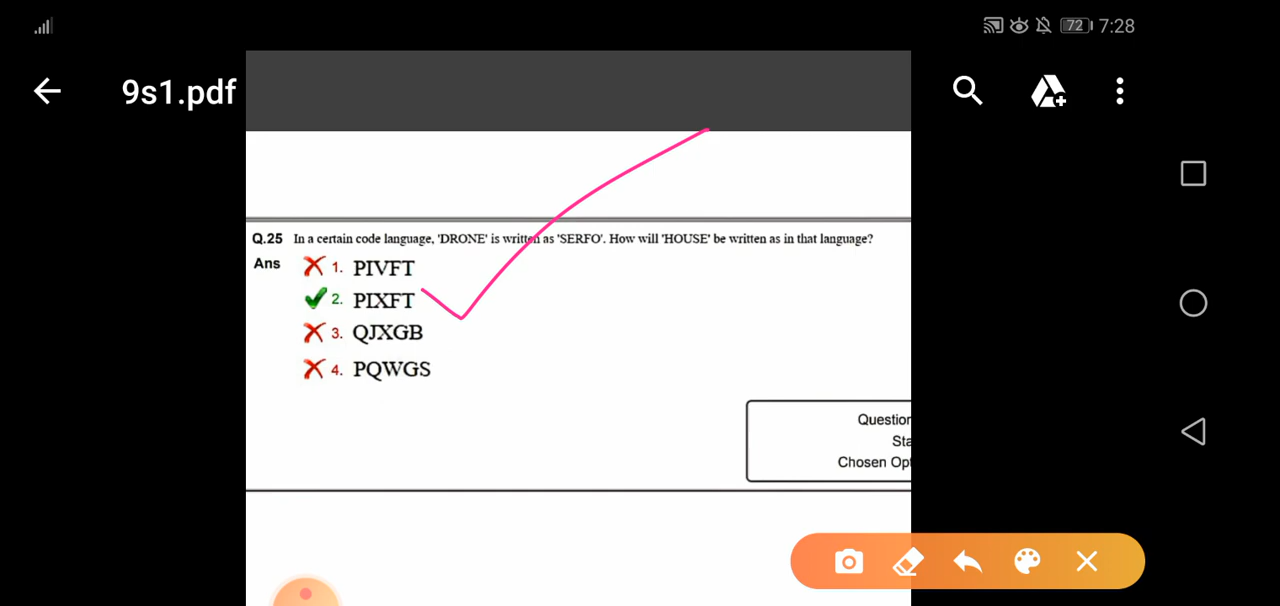 72 7:28
9s1.pdf
Q.25 In a certain code language, 'DRONE' is written as 'SERFO'. How will 'HOUSE' be written as in that language?
Ans 1. PIVFT
2. PIXFT
3. QJXGB
4. PQWGS
Question
Sta
Chosen Opt